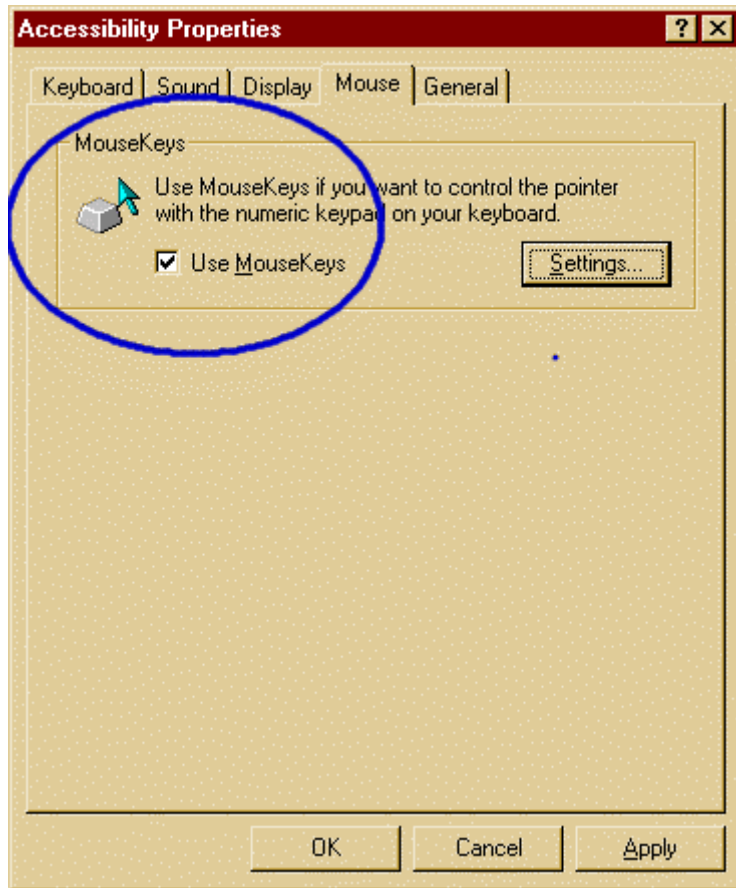 Accessibility Properties ? ×
Keyboard Sound Display Mouse General
MouseKeys
Use MouseKeys if you want to control the pointer
with the numeric keypad on your keyboard.
Use MouseKeys Settings...
OK Cancel Apply